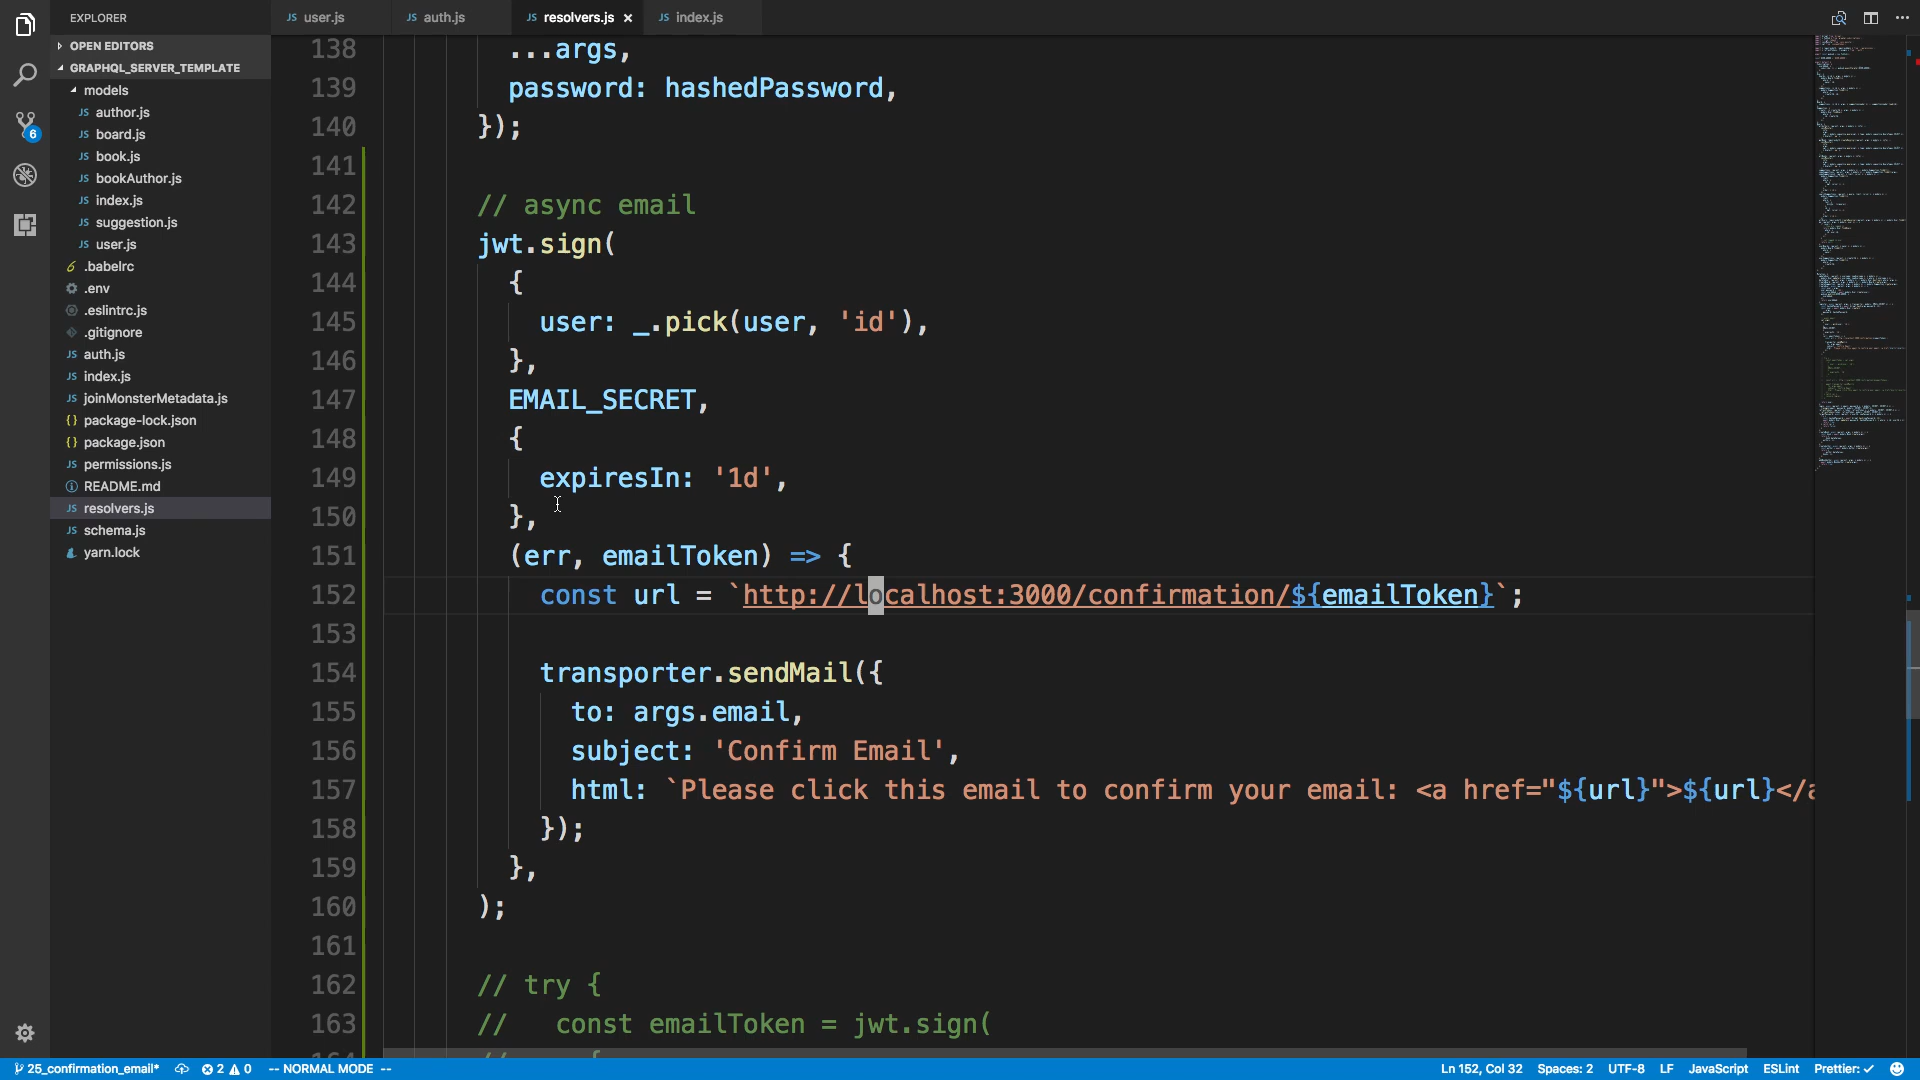 EXPLORER
user.js
auth.js
resolvers.js
index.js
OPEN EDITORS
GRAPHQL_SERVER_TEMPLATE
models
author.js
board.js
book.js
bookAuthor.js
index.js
suggestion.js
user.js
.babelrc
.env
.eslintrc.js
.gitignore
auth.js
index.js
joinMonsterMetadata.js
package-lock.json
package.json
permissions.js
README.md
resolvers.js
schema.js
yarn.lock
6
138 ...args,
139 password: hashedPassword,
140 });
141
142 // async email
143 jwt.sign(
144 {
145 user: _.pick(user, 'id'),
146 },
147 EMAIL_SECRET,
148 {
149 expiresIn: '1d',
150 },
151 (err, emailToken) => {
152 const url = `http://localhost:3000/confirmation/${emailToken}`;
153
154 transporter.sendMail({
155 to: args.email,
156 subject: 'Confirm Email',
157 html: `Please click this email to confirm your email: <a href="${url}">${url}</a
158 });
159 },
160 );
161
162 // try {
163 // const emailToken = jwt.sign(
25_confirmation_email* 2 0 -- NORMAL MODE -- Ln 152, Col 32 Spaces: 2 UTF-8 LF JavaScript ESLint Prettier: ✓